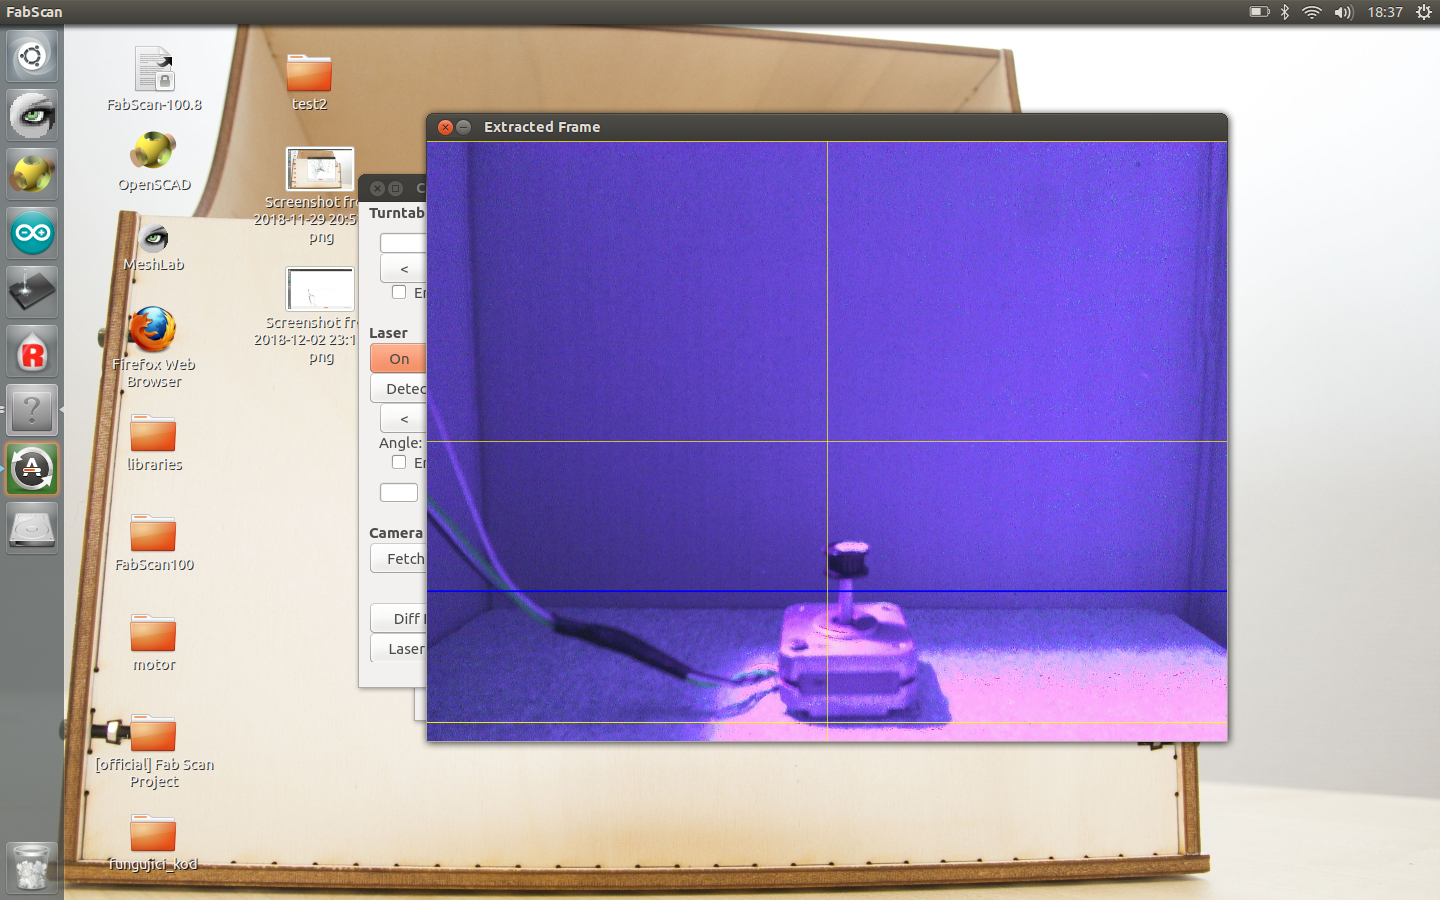 FabScan
18:37
FabScan-100.8
test2
OpenSCAD
Screenshot fr
2018-11-29 20:5
png
MeshLab
Screenshot fr
2018-12-02 23:1
png
Firefox Web
Browser
libraries
FabScan100
motor
[official] Fab Scan
Project
fungujici_kod
C
Turntab
<
En
Laser
On
Detec
<
Angle:
En
Camera
Fetch
Diff
Laser
Extracted Frame
R
A
?